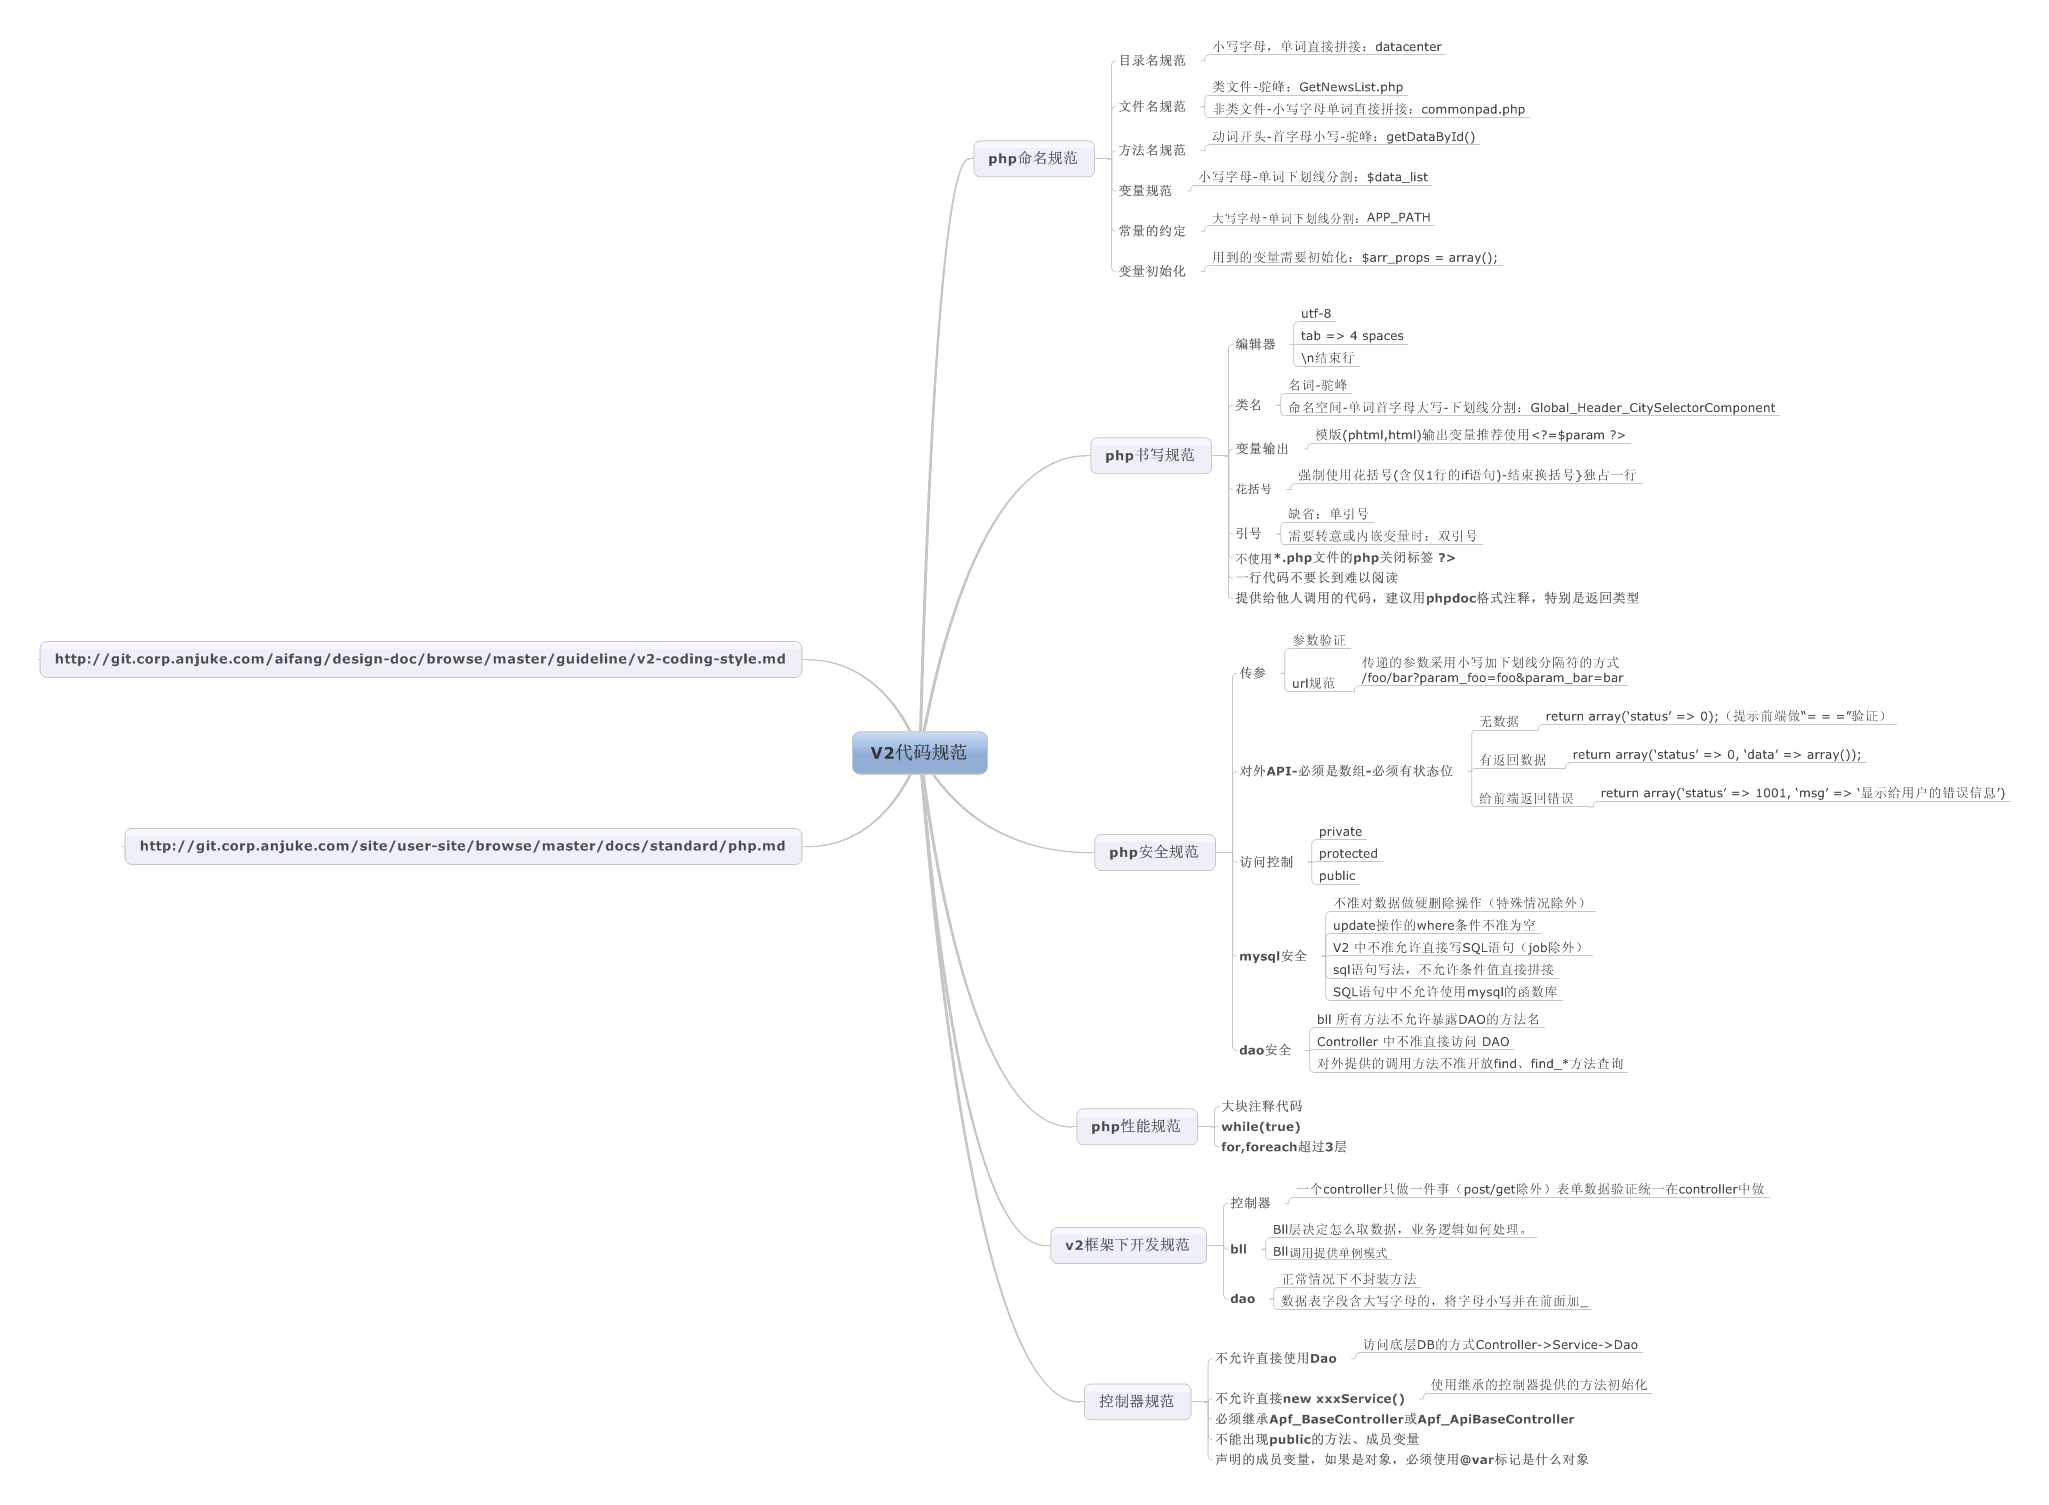 V2代码规范
http://git.corp.anjuke.com/aifang/design-doc/browse/master/guideline/v2-coding-style.md
http://git.corp.anjuke.com/site/user-site/browse/master/docs/standard/php.md
php命名规范
目录名规范
小写字母，单词直接拼接：datacenter
文件名规范
类文件-驼峰：GetNewsList.php
非类文件-小写字母单词直接拼接：commonpad.php
方法名规范
动词开头-首字母小写-驼峰：getDataById()
变量规范
小写字母-单词下划线分割：$data_list
常量的约定
大写字母-单词下划线分割：APP_PATH
变量初始化
用到的变量需要初始化：$arr_props = array();
php书写规范
编辑器
utf-8
tab => 4 spaces
\n结束行
类名
名词-驼峰
命名空间-单词首字母大写-下划线分割：Global_Header_CitySelectorComponent
变量输出
模版(phtml,html)输出变量推荐使用<?=$param ?>
花括号
强制使用花括号(含仅1行的if语句)-结束换括号}独占一行
引号
缺省：单引号
需要转意或内嵌变量时：双引号
不使用*.php文件的php关闭标签 ?>
一行代码不要长到难以阅读
提供给他人调用的代码，建议用phpdoc格式注释，特别是返回类型
php安全规范
传参
参数验证
url规范
传递的参数采用小写加下划线分隔符的方式
/foo/bar?param_foo=foo&param_bar=bar
对外API-必须是数组-必须有状态位
无数据
return array(‘status’ => 0);（提示前端做“= = =”验证）
有返回数据
return array(‘status’ => 0, ‘data’ => array());
给前端返回错误
return array(‘status’ => 1001, ‘msg’ => ‘显示给用户的错误信息’)
访问控制
private
protected
public
mysql安全
不准对数据做硬删除操作（特殊情况除外）
update操作的where条件不准为空
V2 中不准允许直接写SQL语句（job除外）
sql语句写法，不允许条件值直接拼接
SQL语句中不允许使用mysql的函数库
dao安全
bll 所有方法不允许暴露DAO的方法名
Controller 中不准直接访问 DAO
对外提供的调用方法不准开放find、find_*方法查询
php性能规范
大块注释代码
while(true)
for,foreach超过3层
v2框架下开发规范
控制器
一个controller只做一件事（post/get除外）表单数据验证统一在controller中做
bll
Bll层决定怎么取数据，业务逻辑如何处理。
Bll调用提供单例模式
dao
正常情况下不封装方法
数据表字段含大写字母的，将字母小写并在前面加_
控制器规范
不允许直接使用Dao
访问底层DB的方式Controller->Service->Dao
不允许直接new xxxService()
使用继承的控制器提供的方法初始化
必须继承Apf_BaseController或Apf_ApiBaseController
不能出现public的方法、成员变量
声明的成员变量，如果是对象，必须使用@var标记是什么对象